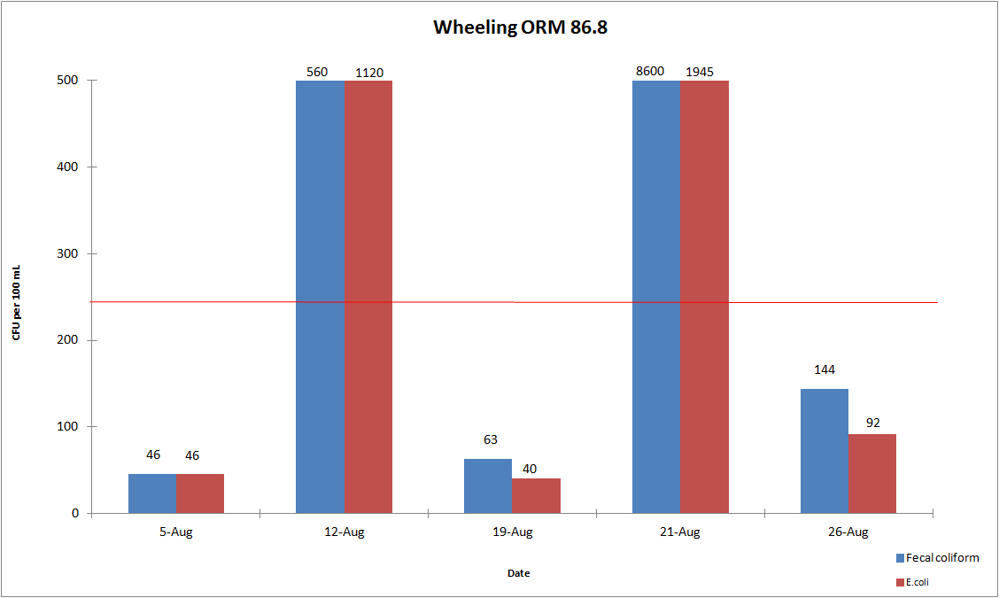 Wheeling ORM 86.8
560 1120 8600 1945
500
400
300
200
100
0
CFU per 100 mL
144
92
63
46 46
40
5-Aug 12-Aug 19-Aug 21-Aug 26-Aug
Date
Fecal coliform
E.coli